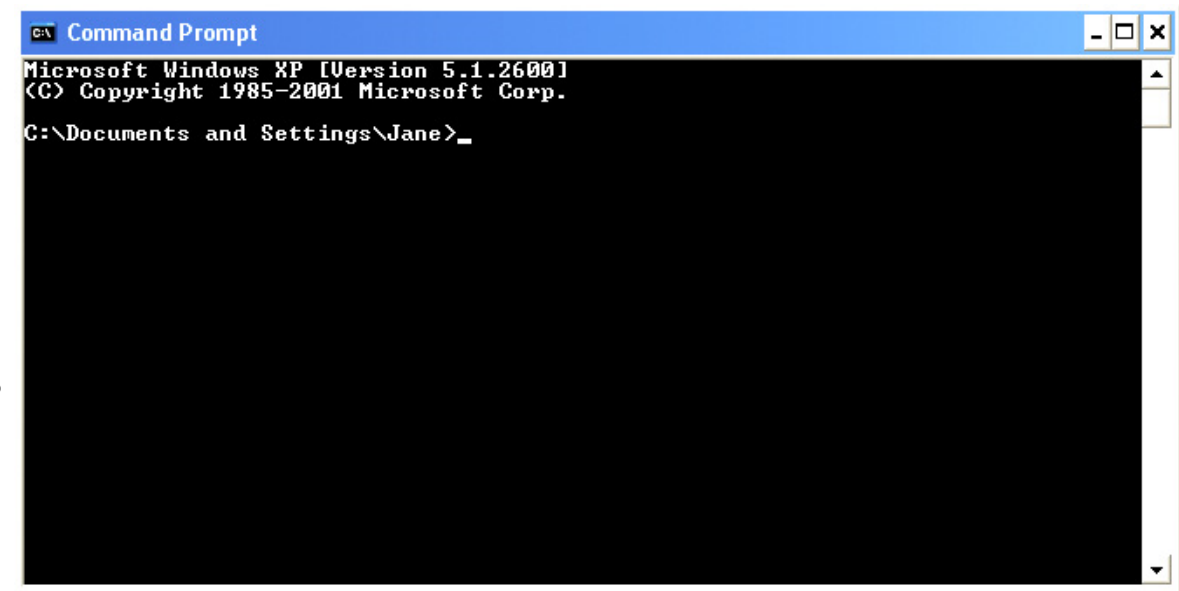 Command Prompt
Microsoft Windows XP [Version 5.1.2600]
(C) Copyright 1985-2001 Microsoft Corp.
C:\Documents and Settings\Jane>_